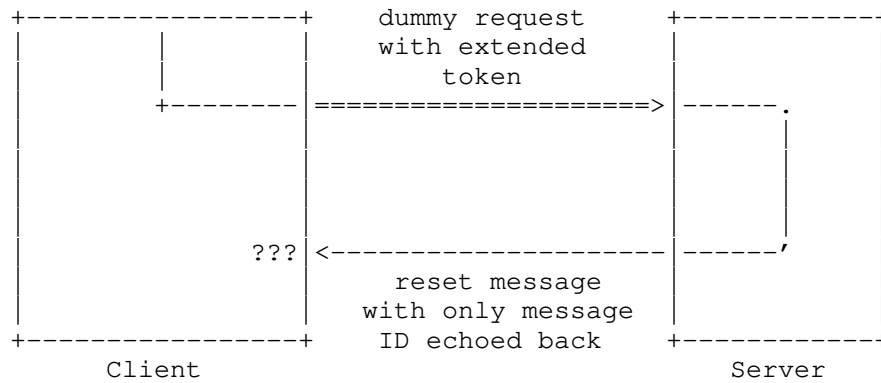 dummy request
with extended
token
???
reset message
with only message
ID echoed back
Client
Server